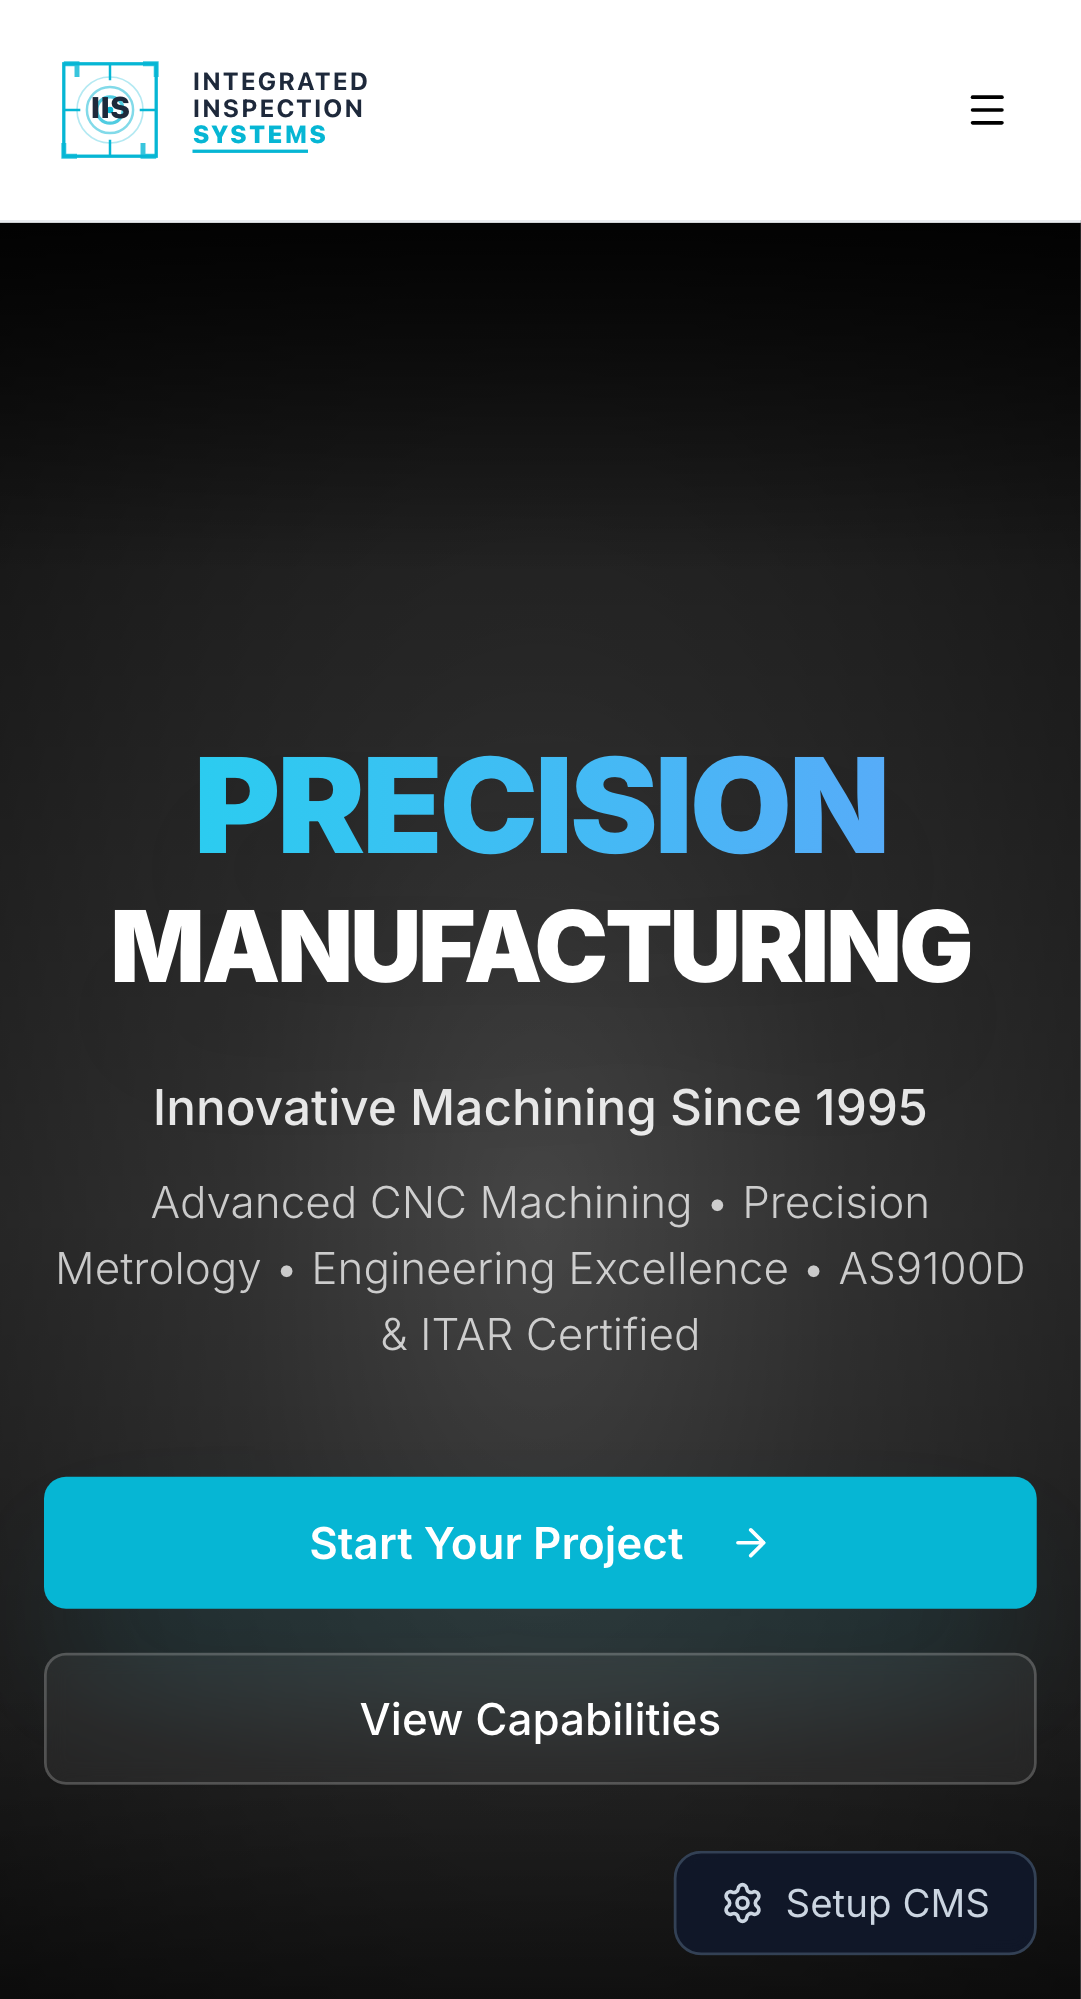 IIS
INTEGRATED
INSPECTION
SYSTEMS
PRECISION
MANUFACTURING
Innovative Machining Since 1995
Advanced CNC Machining • Precision
Metrology • Engineering Excellence • AS9100D
& ITAR Certified
Start Your Project →
View Capabilities
Setup CMS